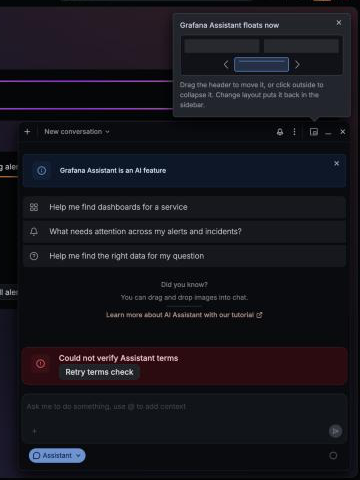 Grafana Assistant floats now
Drag the header to move it, or click outside to
collapse it. Change layout puts it back in the
sidebar.
New conversation
g aler
Grafana Assistant is an AI feature
Help me find dashboards for a service
What needs attention across my alerts and incidents?
Help me find the right data for my question
Did you know?
ll aler
You can drag and drop images into chat.
Learn more about AI Assistant with our tutorial
Could not verify Assistant terms
Retry terms check
Ask me to do something, use @ to add context
Assistant